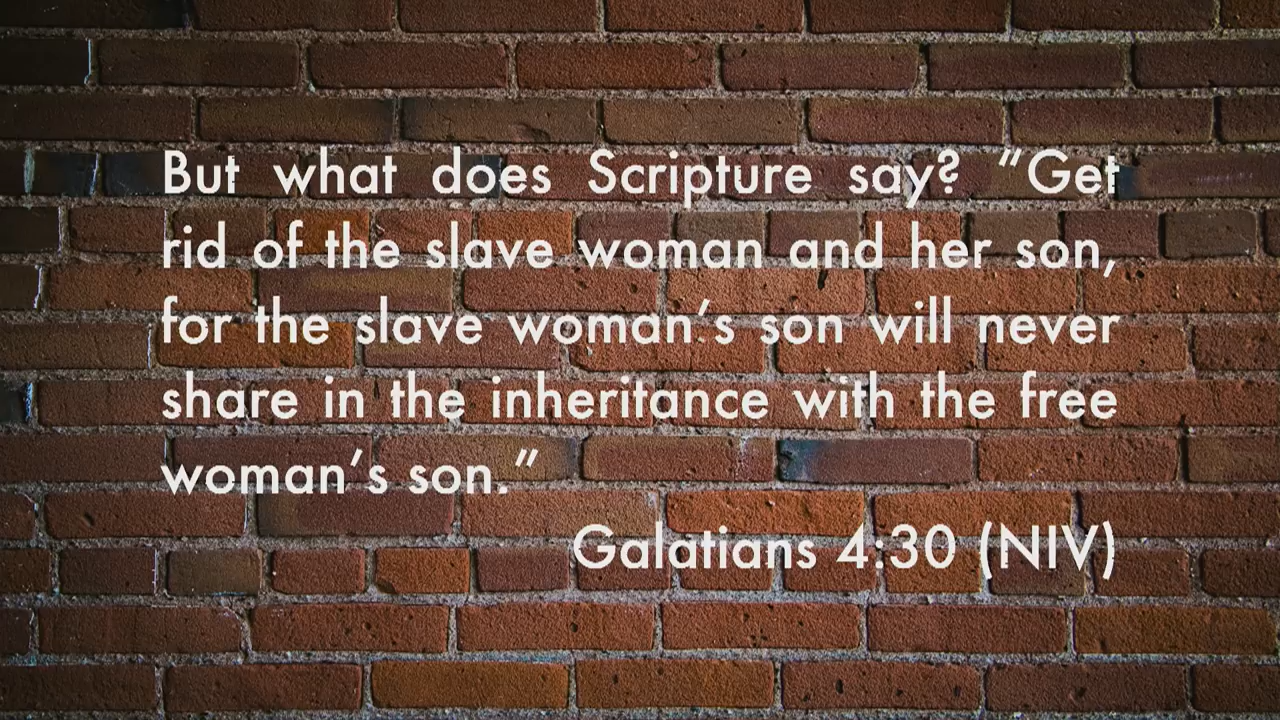 But what does Scripture say? "Get
rid of the slave woman and her son,
for the slave woman's son will never
share in the inheritance with the free
woman's son."
Galatians 4:30 (NIV)